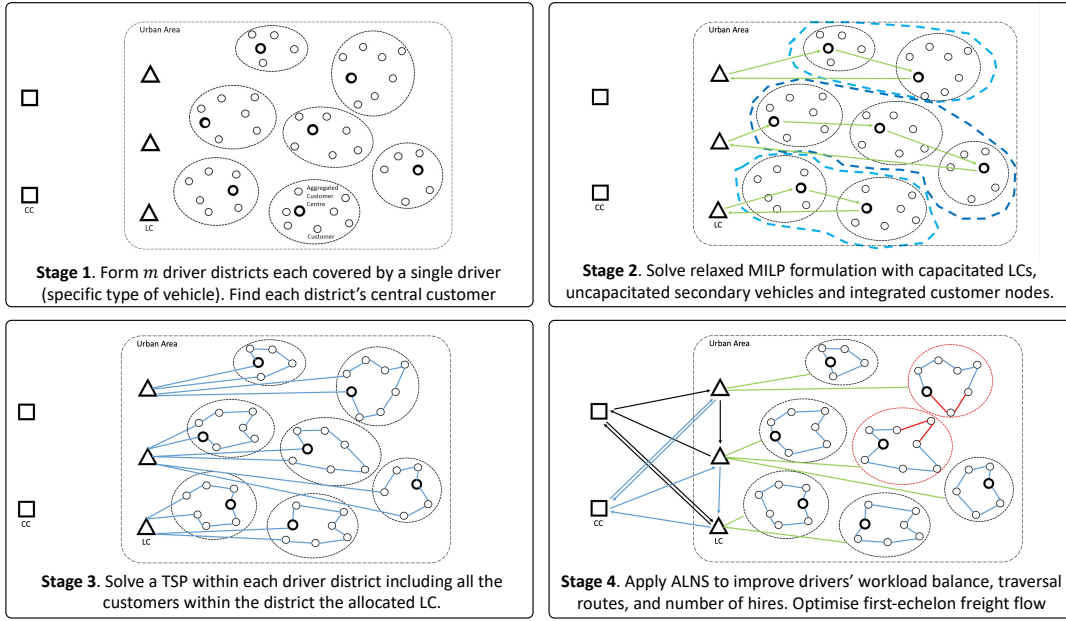 Urban Area
CC
LC
Aggregated
Customer
Centre
Customer
Stage 1. Form m driver districts each covered by a single driver
(specific type of vehicle). Find each district's central customer
Urban Area
CC
LC
Stage 2. Solve relaxed MILP formulation with capacitated LCs,
uncapacitated secondary vehicles and integrated customer nodes.
Urban Area
CC
LC
Stage 3. Solve a TSP within each driver district including all the
customers within the district the allocated LC.
Urban Area
CC
LC
Stage 4. Apply ALNS to improve drivers' workload balance, traversal
routes, and number of hires. Optimise first-echelon freight flow